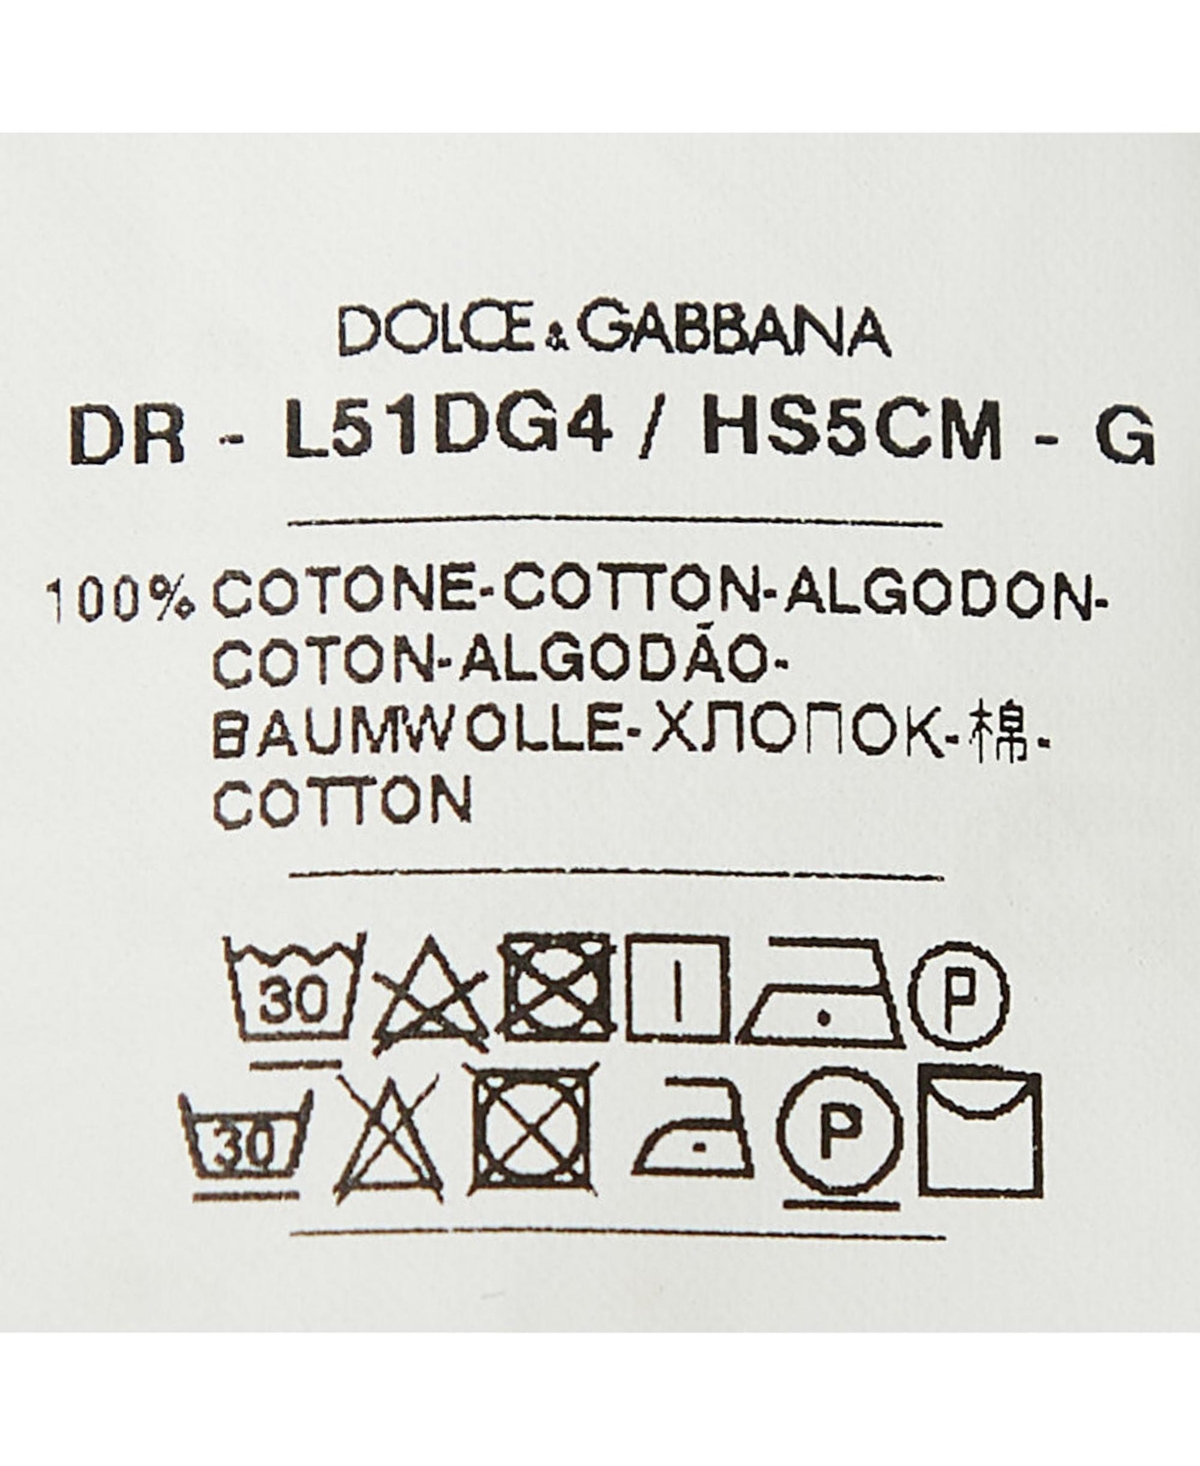 DOLCE&GABBANA
DR - L51DG4 / HS5CM - G
100% COTONE-COTTON-ALGODON-
COTON-ALGODÃO-
BAUMWOLLE-ХЛОПОК-棉-
COTTON
30 P
30 P